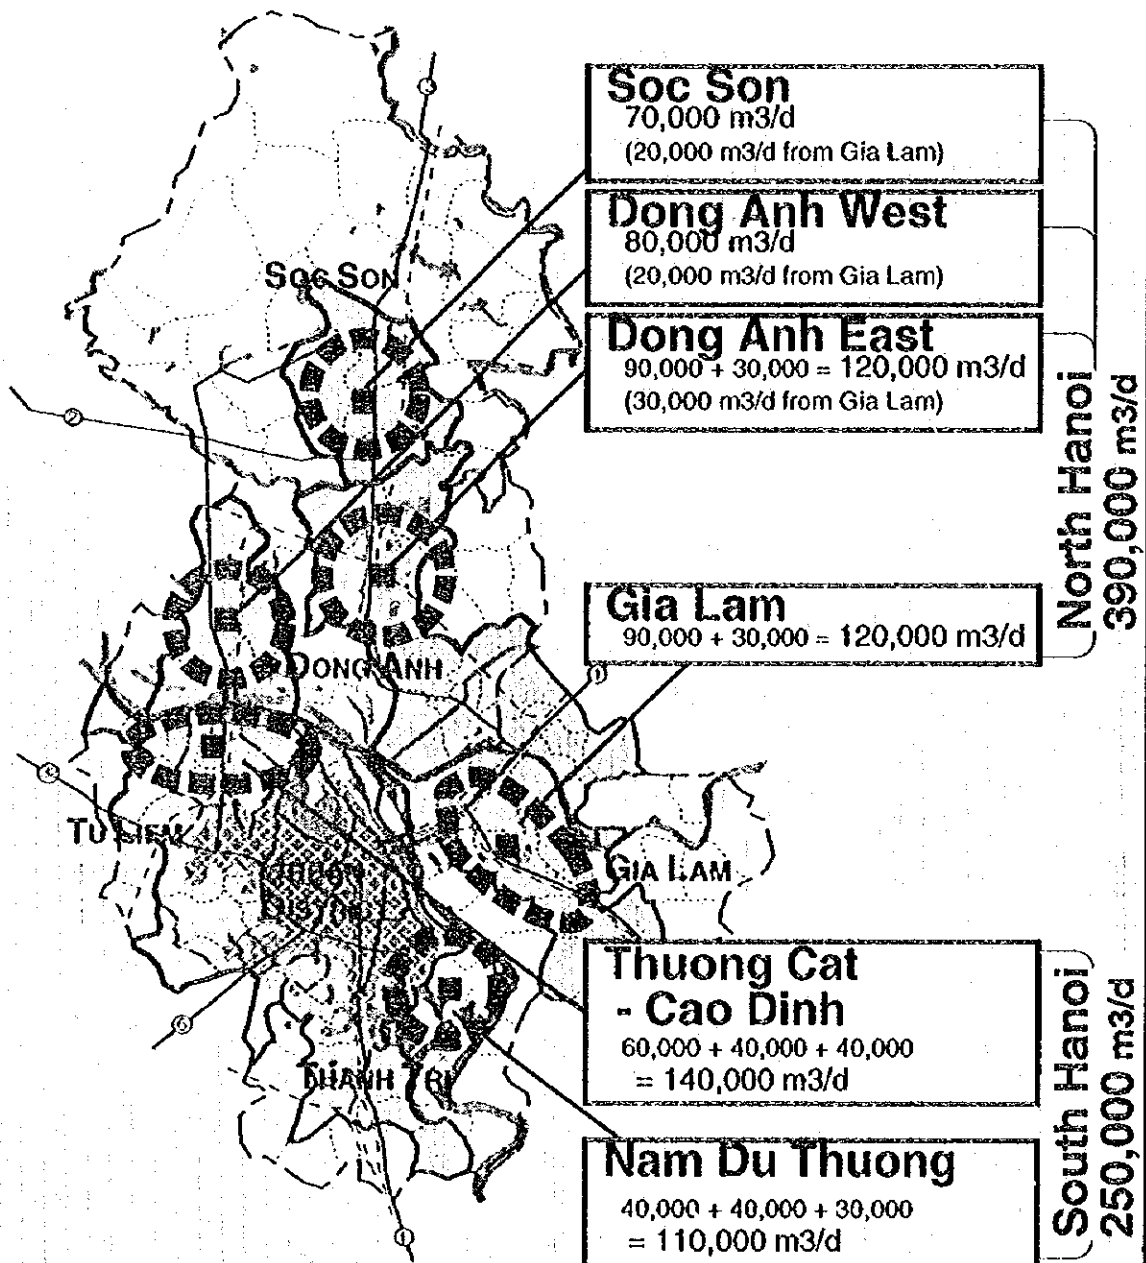 Soc Son
70,000 m3/d
(20,000 m3/d from Gia Lam)
Dong Anh West
80,000 m3/d
(20,000 m3/d from Gia Lam)
Dong Anh East
90,000 + 30,000 = 120,000 m3/d
(30,000 m3/d from Gia Lam)
North Hanoi
390,000 m3/d
Gia Lam
90,000 + 30,000 = 120,000 m3/d
Thuong Cat
- Cao Dinh
60,000 + 40,000 + 40,000
= 140,000 m3/d
Nam Du Thuong
40,000 + 40,000 + 30,000
= 110,000 m3/d
South Hanoi
250,000 m3/d
SOC SON
2
DONG ANH
TU LIEM
GIA LAM
6
THANH TRI
1